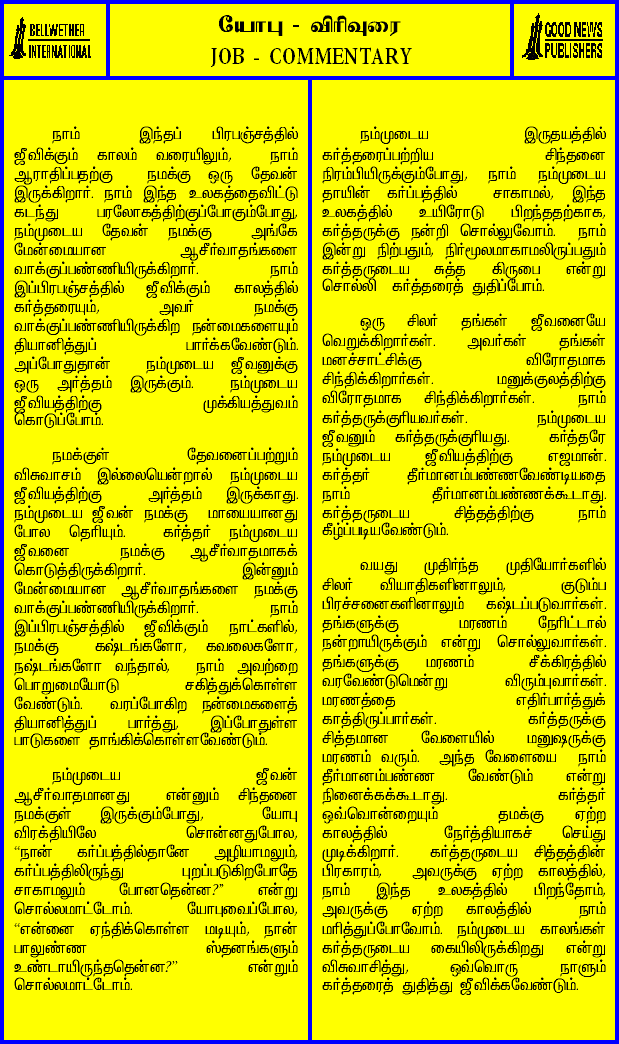 BELLWETHER
INTERNATIONAL
யோபு - விரிவுரை
JOB - COMMENTARY
GOOD NEWS
PUBLISHERS
நாம் இந்தப் பிரபஞ்சத்தில்
ஜீவிக்கும் காலம் வரையிலும், நாம்
ஆராதிப்பதற்கு நமக்கு ஒரு தேவன்
இருக்கிறார். நாம் இந்த உலகத்தைவிட்டு
கடந்து பரலோகத்திற்குப்போகும்போது,
நம்முடைய தேவன் நமக்கு அங்கே
மேன்மையான ஆசீர்வாதங்களை
வாக்குப்பண்ணியிருக்கிறார். நாம்
இப்பிரபஞ்சத்தில் ஜீவிக்கும் காலத்தில்
கர்த்தரையும், அவர் நமக்கு
வாக்குப்பண்ணியிருக்கிற நன்மைகளையும்
தியானித்துப் பார்க்கவேண்டும்.
அப்போதுதான் நம்முடைய ஜீவனுக்கு
ஒரு அர்த்தம் இருக்கும். நம்முடைய
ஜீவியத்திற்கு முக்கியத்துவம்
கொடுப்போம்.
நமக்குள் தேவனைப்பற்றும்
விசுவாசம் இல்லையென்றால் நம்முடைய
ஜீவியத்திற்கு அர்த்தம் இருக்காது.
நம்முடைய ஜீவன் நமக்கு மாயையானது
போல தெரியும். கர்த்தர் நம்முடைய
ஜீவனை நமக்கு ஆசீர்வாதமாகக்
கொடுத்திருக்கிறார். இன்னும்
மேன்மையான ஆசீர்வாதங்களை நமக்கு
வாக்குப்பண்ணியிருக்கிறார். நாம்
இப்பிரபஞ்சத்தில் ஜீவிக்கும் நாட்களில்,
நமக்கு கஷ்டங்களோ, கவலைகளோ,
நஷ்டங்களோ வந்தால், நாம் அவற்றை
பொறுமையோடு சகித்துக்கொள்ள
வேண்டும். வரப்போகிற நன்மைகளைத்
தியானித்துப் பார்த்து, இப்போதுள்ள
பாடுகளை தாங்கிக்கொள்ளவேண்டும்.
நம்முடைய ஜீவன்
ஆசீர்வாதமானது என்னும் சிந்தனை
நமக்குள் இருக்கும்போது, யோபு
விரக்தியிலே சொன்னதுபோல,
“நான் கர்ப்பத்தில்தானே அழியாமலும்,
கர்ப்பத்திலிருந்து புறப்படுகிறபோதே
சாகாமலும் போனதென்ன?” என்று
சொல்லமாட்டோம். யோபுவைப்போல,
“என்னை ஏந்திக்கொள்ள மடியும், நான்
பாலுண்ண ஸ்தனங்களும்
உண்டாயிருந்ததென்ன?” என்றும்
சொல்லமாட்டோம்.
நம்முடைய இருதயத்தில்
கர்த்தரைப்பற்றிய சிந்தனை
நிரம்பியிருக்கும்போது, நாம் நம்முடைய
தாயின் கர்ப்பத்தில் சாகாமல், இந்த
உலகத்தில் உயிரோடு பிறந்ததற்காக,
கர்த்தருக்கு நன்றி சொல்லுவோம். நாம்
இன்று நிற்பதும், நிர்மூலமாகாமலிருப்பதும்
கர்த்தருடைய சுத்த கிருபை என்று
சொல்லி கர்த்தரைத் துதிப்போம்.
ஒரு சிலர் தங்கள் ஜீவனையே
வெறுக்கிறார்கள். அவர்கள் தங்கள்
மனச்சாட்சிக்கு விரோதமாக
சிந்திக்கிறார்கள். மனுக்குலத்திற்கு
விரோதமாக சிந்திக்கிறார்கள். நாம்
கர்த்தருக்குரியவர்கள். நம்முடைய
ஜீவனும் கர்த்தருக்குரியது. கர்த்தரே
நம்முடைய ஜீவியத்திற்கு எஜமான்.
கர்த்தர் தீர்மானம்பண்ணவேண்டியதை
நாம் தீர்மானம்பண்ணக்கூடாது.
கர்த்தருடைய சித்தத்திற்கு நாம்
கீழ்ப்படியவேண்டும்.
வயது முதிர்ந்த முதியோர்களில்
சிலர் வியாதிகளினாலும், குடும்ப
பிரச்சனைகளினாலும் கஷ்டப்படுவார்கள்.
தங்களுக்கு மரணம் நேரிட்டால்
நன்றாயிருக்கும் என்று சொல்லுவார்கள்.
தங்களுக்கு மரணம் சீக்கிரத்தில்
வரவேண்டுமென்று விரும்புவார்கள்.
மரணத்தை எதிர்பார்த்துக்
காத்திருப்பார்கள். கர்த்தருக்கு
சித்தமான வேளையில் மனுஷருக்கு
மரணம் வரும். அந்த வேளையை நாம்
தீர்மானம்பண்ண வேண்டும் என்று
நினைக்கக்கூடாது. கர்த்தர்
ஒவ்வொன்றையும் தமக்கு ஏற்ற
காலத்தில் நேர்த்தியாகச் செய்து
முடிக்கிறார். கர்த்தருடைய சித்தத்தின்
பிரகாரம், அவருக்கு ஏற்ற காலத்தில்,
நாம் இந்த உலகத்தில் பிறந்தோம்,
அவருக்கு ஏற்ற காலத்தில் நாம்
மரித்துப்போவோம். நம்முடைய காலங்கள்
கர்த்தருடைய கையிலிருக்கிறது என்று
விசுவாசித்து, ஒவ்வொரு நாளும்
கர்த்தரைத் துதித்து ஜீவிக்கவேண்டும்.